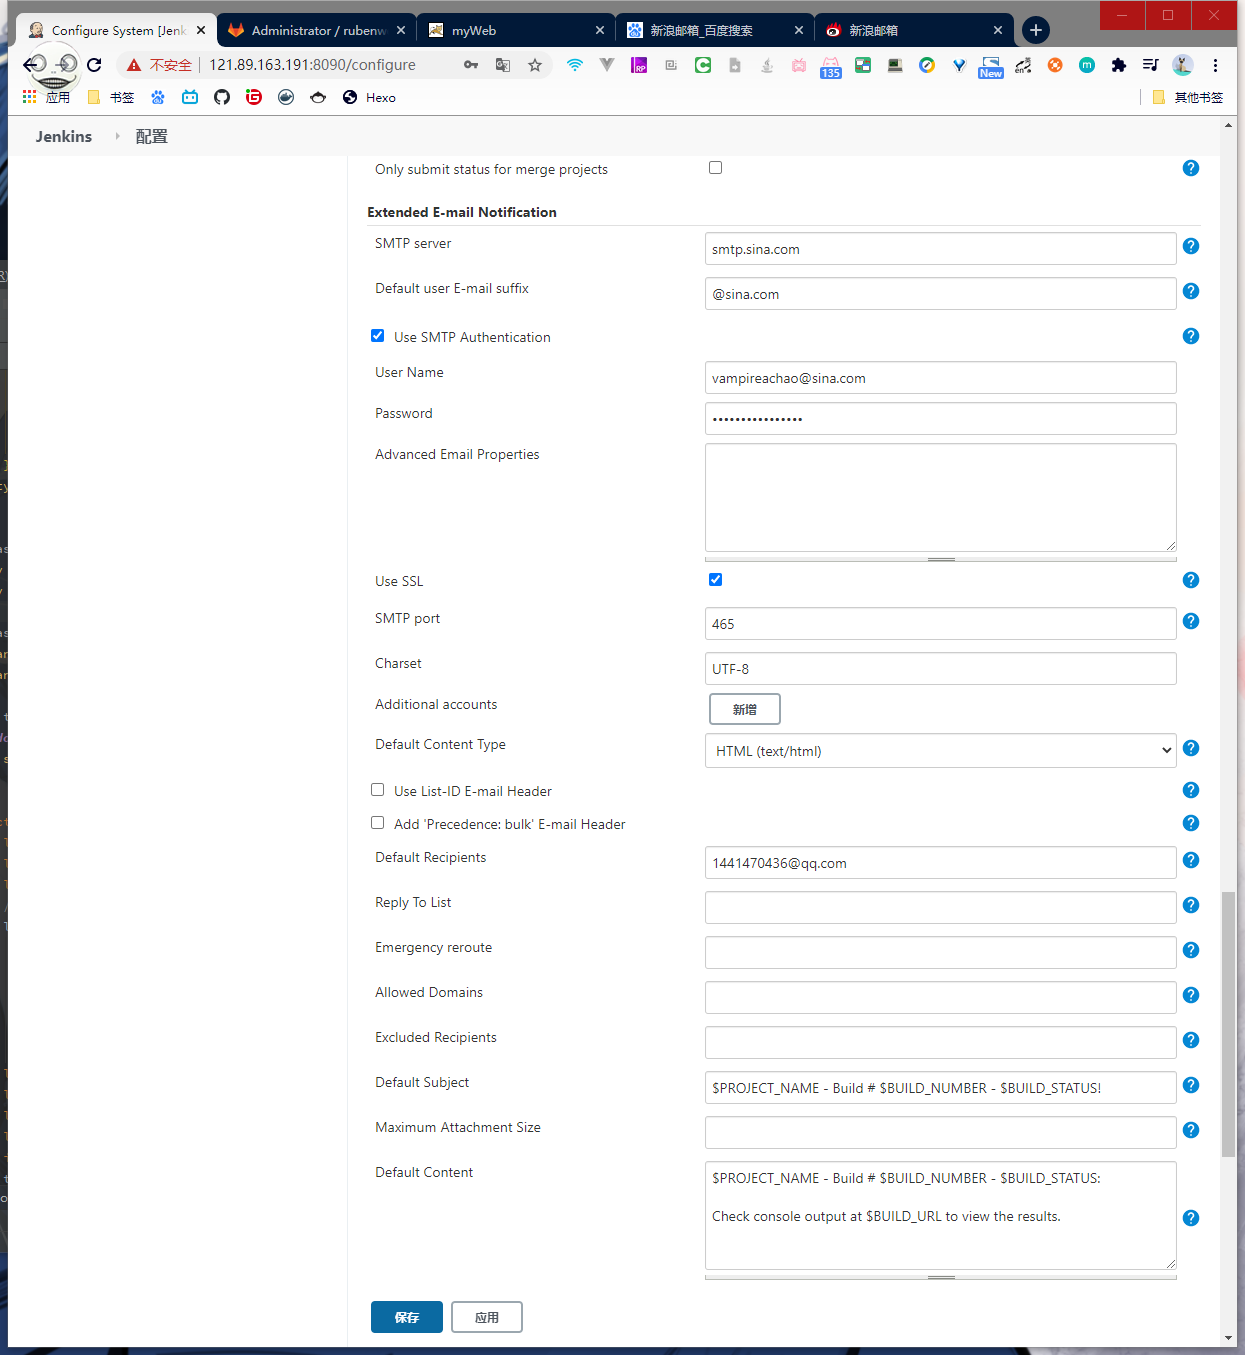 Configure System [Jenk
Administrator / rubenw
myWeb
新浪邮箱_百度搜索
新浪邮箱
不安全
121.89.163.191:8090/configure
135
New
应用
书签
Hexo
其他书签
Jenkins
配置
Only submit status for merge projects
Extended E-mail Notification
SMTP server
smtp.sina.com
Default user E-mail suffix
@sina.com
Use SMTP Authentication
User Name
vampireachao@sina.com
Password
••••••••••••••••
Advanced Email Properties
Use SSL
SMTP port
465
Charset
UTF-8
Additional accounts
新增
Default Content Type
HTML (text/html)
Use List-ID E-mail Header
Add 'Precedence: bulk' E-mail Header
Default Recipients
1441470436@qq.com
Reply To List
Emergency reroute
Allowed Domains
Excluded Recipients
Default Subject
$PROJECT_NAME - Build # $BUILD_NUMBER - $BUILD_STATUS!
Maximum Attachment Size
Default Content
$PROJECT_NAME - Build # $BUILD_NUMBER - $BUILD_STATUS:
Check console output at $BUILD_URL to view the results.
保存
应用